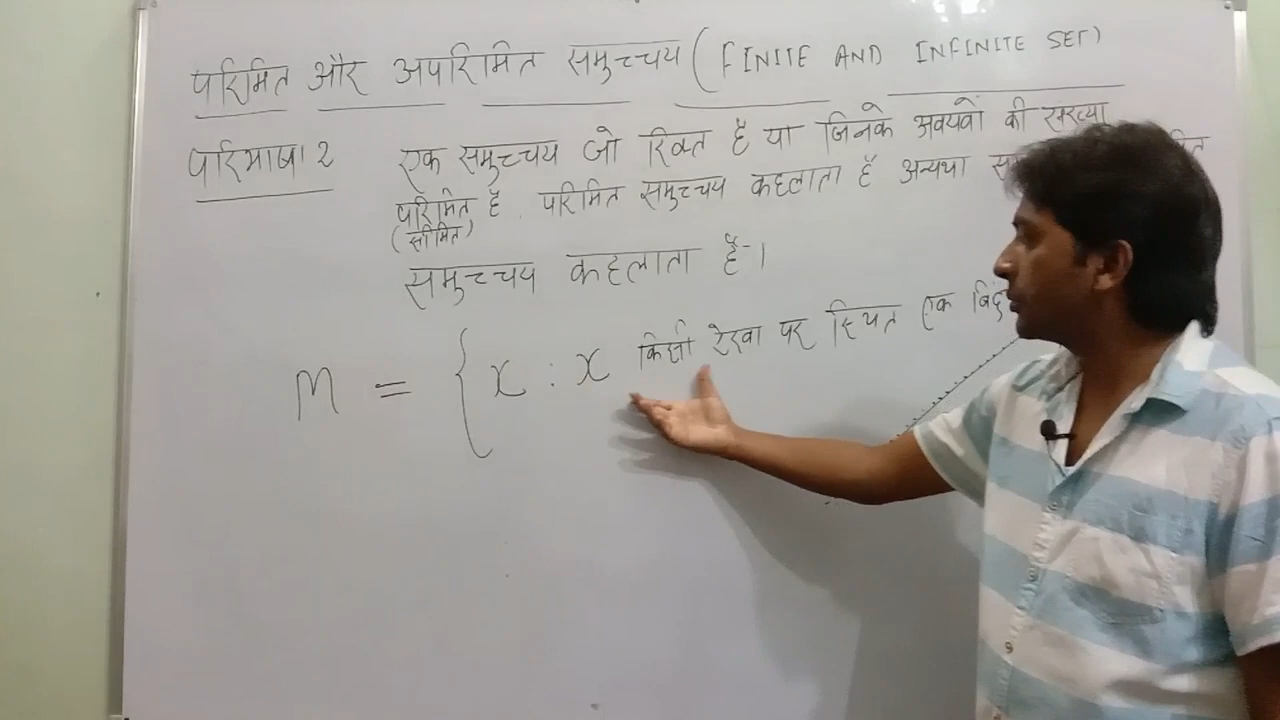 परिमित और अपरिमित समुच्चय ( FINITE AND INFINITE SET)
परिभाषा २ एक समुच्चय जो रिक्त है या जिनके अवयवों की संख्या
परिमित है . परिमित समुच्चय कहलाता है अन्यथा
(सीमित)
समुच्चय कहलाता है ।
M = { x : x किसी रेखा पर स्थित एक